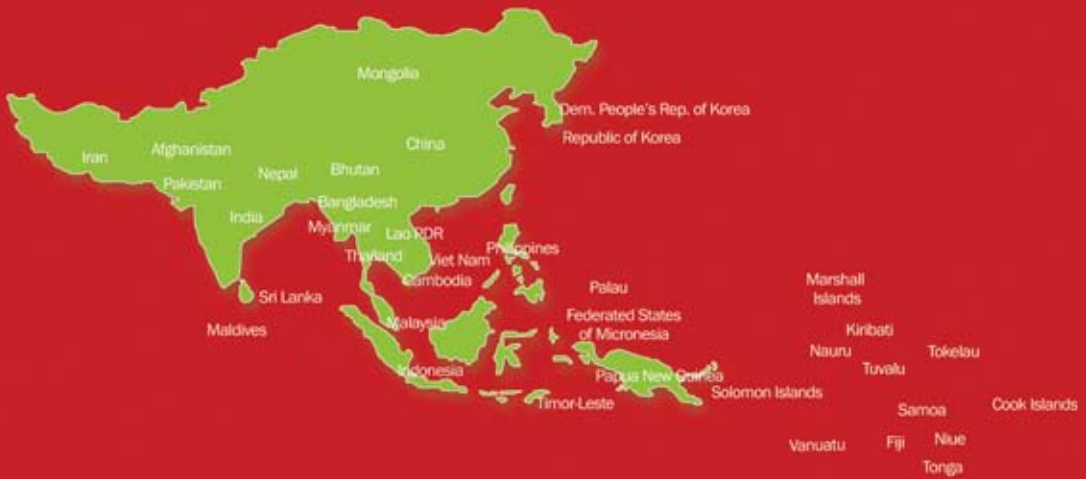 Mongolia
Dem. People's Rep. of Korea
Republic of Korea
China
Afghanistan
Iran
Bhutan
Nepal
Pakistan
Bangladesh
India
Myanmar
Lao PDR
Philippines
Thailand
Viet Nam
Cambodia
Sri Lanka
Palau
Marshall
Islands
Maldives
Malaysia
Federated States
of Micronesia
Kiribati
Nauru
Tokelau
Tuvalu
Indonesia
Papua New Guinea
Solomon Islands
Timor-Leste
Cook Islands
Samoa
Vanuatu
Fiji
Niue
Tonga